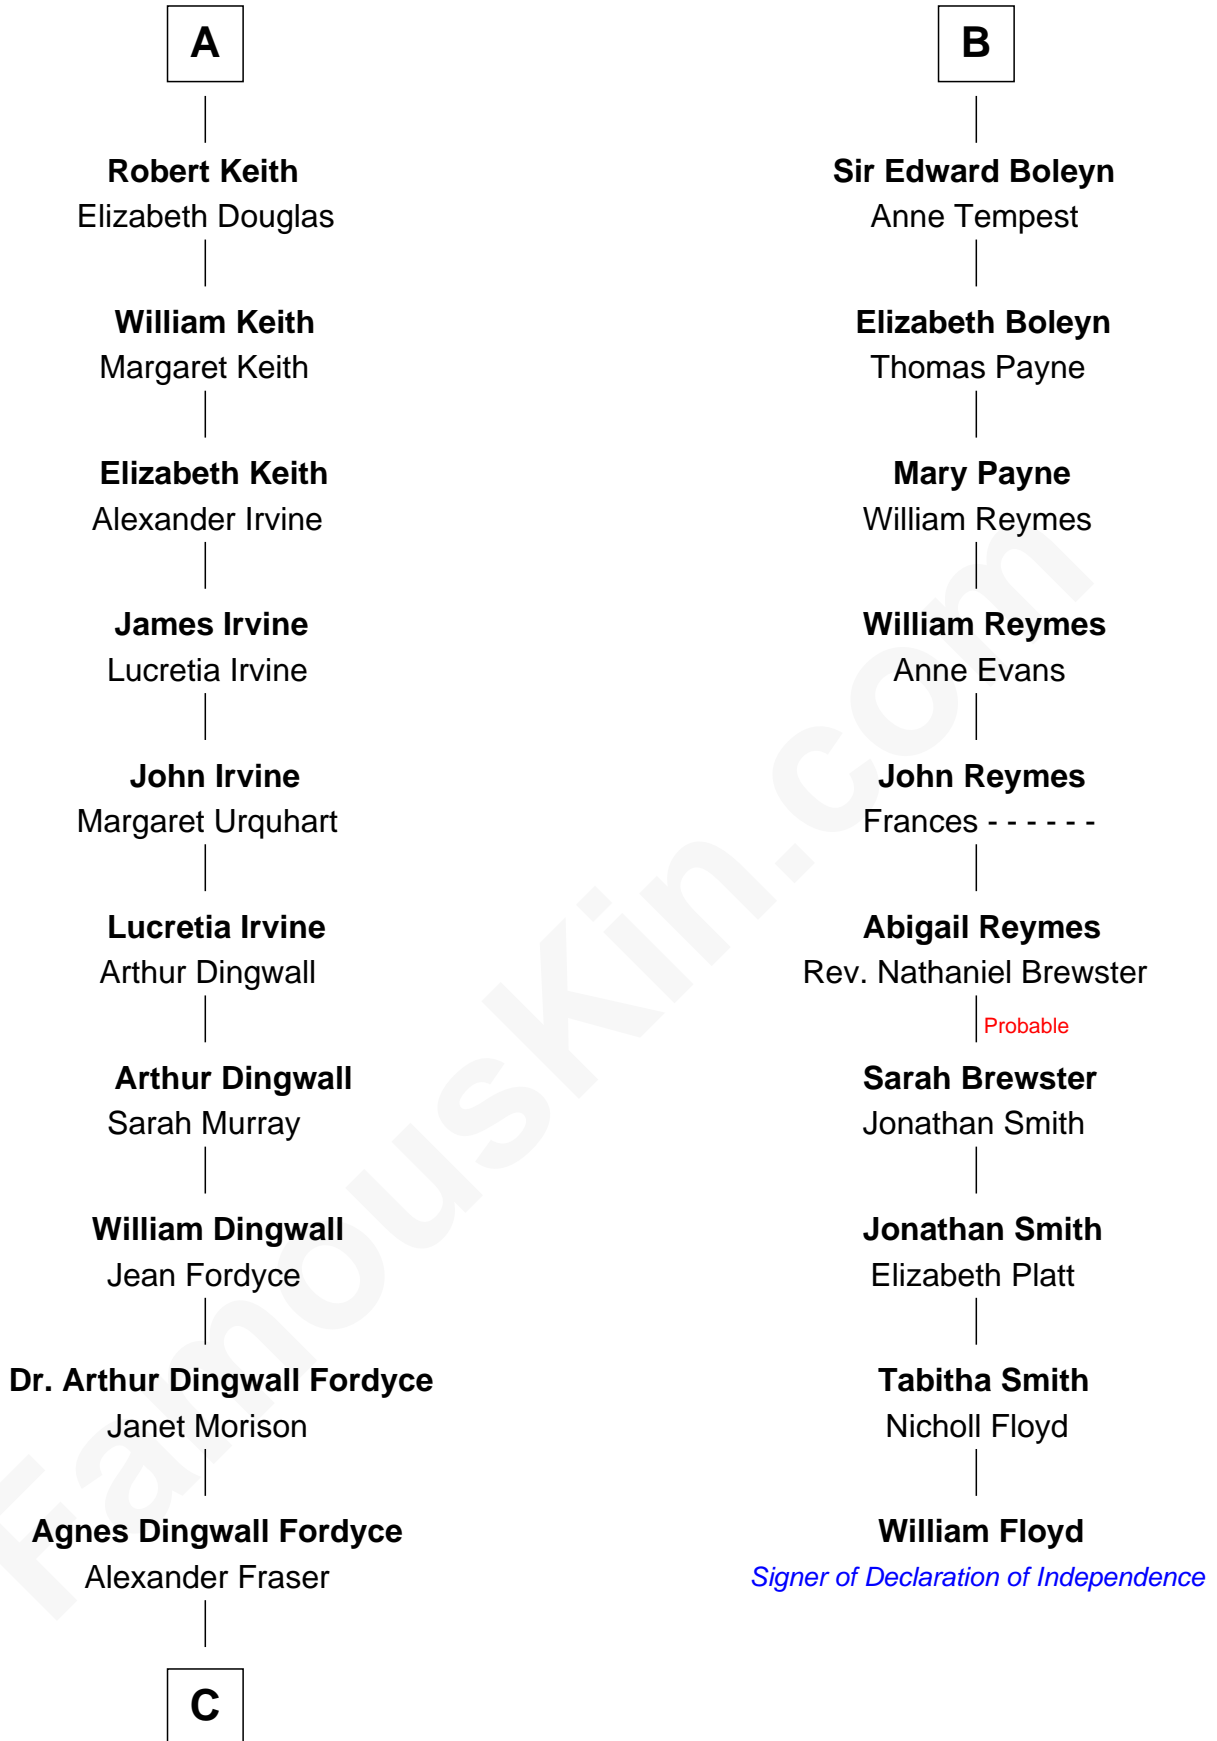 A
Robert Keith
Elizabeth Douglas
William Keith
Margaret Keith
Elizabeth Keith
Alexander Irvine
James Irvine
Lucretia Irvine
John Irvine
Margaret Urquhart
Lucretia Irvine
Arthur Dingwall
Arthur Dingwall
Sarah Murray
William Dingwall
Jean Fordyce
Dr. Arthur Dingwall Fordyce
Janet Morison
Agnes Dingwall Fordyce
Alexander Fraser
C
B
Sir Edward Boleyn
Anne Tempest
Elizabeth Boleyn
Thomas Payne
Mary Payne
William Reymes
William Reymes
Anne Evans
John Reymes
Frances - - - - - -
Abigail Reymes
Rev. Nathaniel Brewster
Probable
Sarah Brewster
Jonathan Smith
Jonathan Smith
Elizabeth Platt
Tabitha Smith
Nicholl Floyd
William Floyd
Signer of Declaration of Independence
FamousKin.com